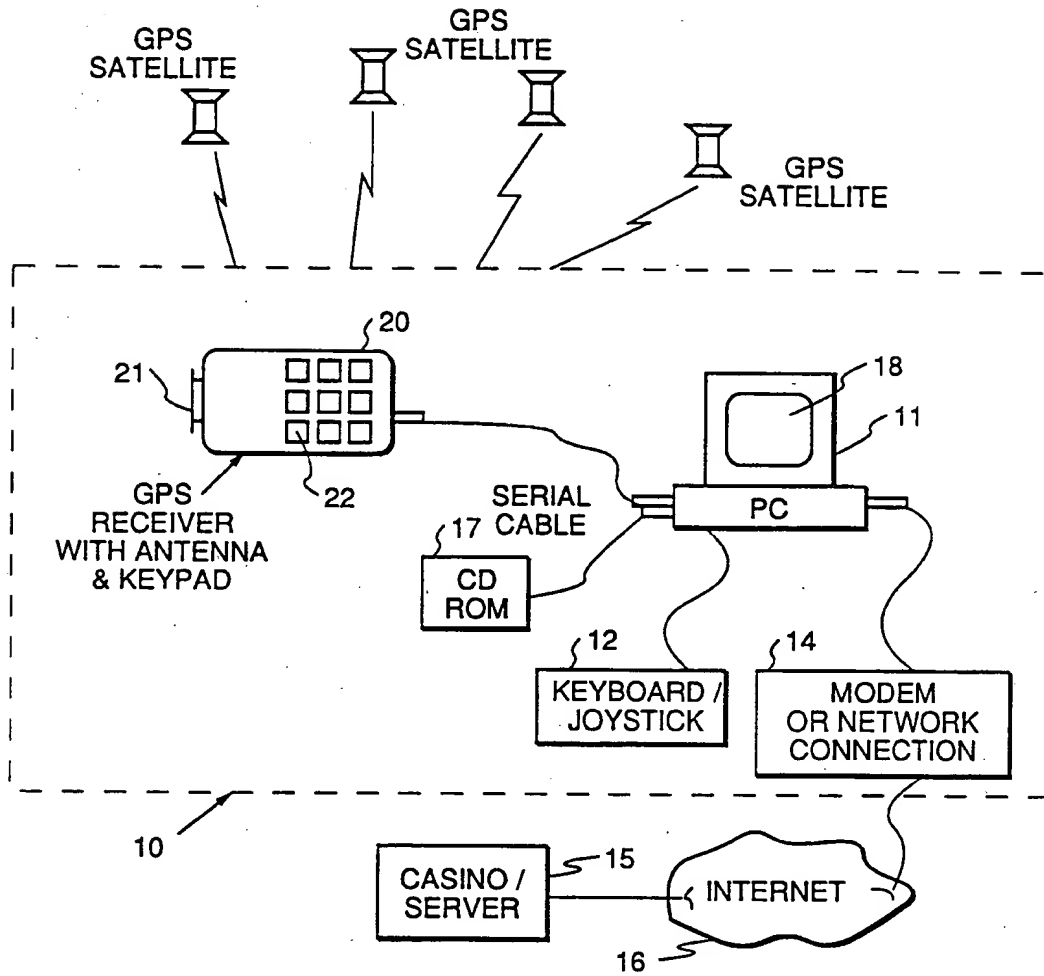 GPS
SATELLITE
GPS
SATELLITE
GPS
SATELLITE
20
21
22
GPS
RECEIVER
WITH ANTENNA
& KEYPAD
18
11
PC
SERIAL
CABLE
17
CD
ROM
12
KEYBOARD /
JOYSTICK
14
MODEM
OR NETWORK
CONNECTION
10
CASINO /
SERVER
15
INTERNET
16